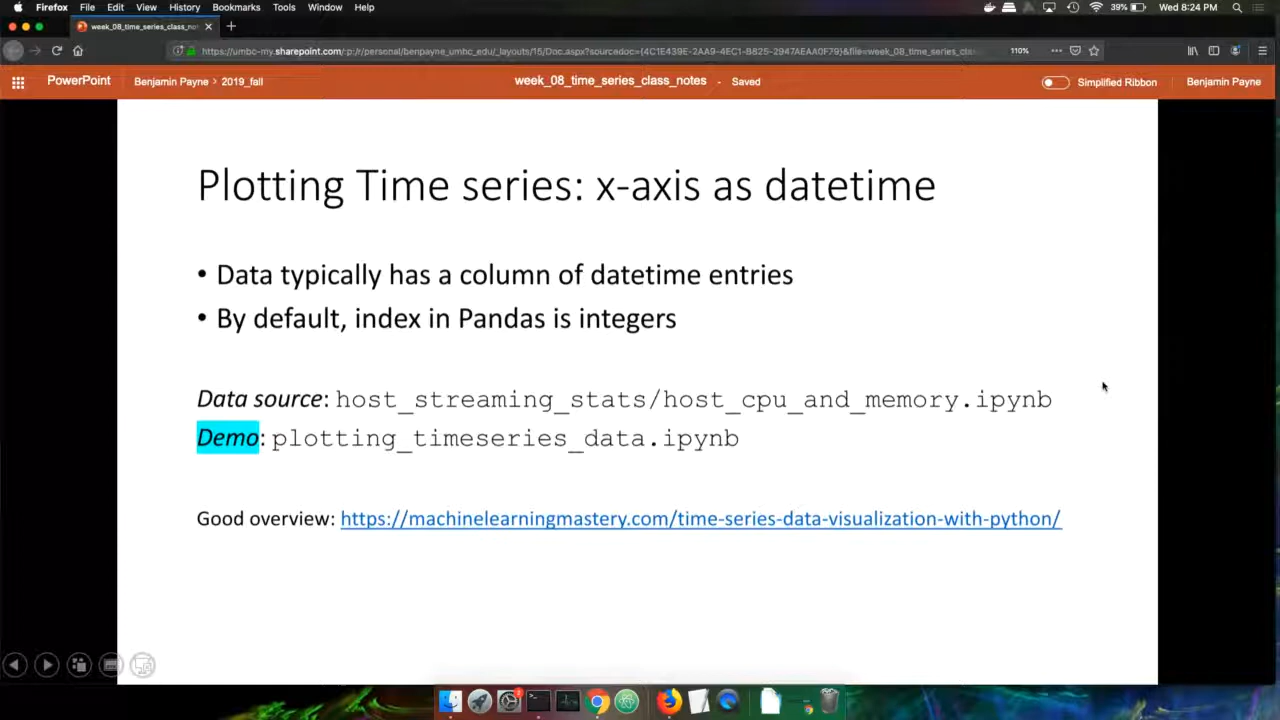 Firefox File Edit View History Bookmarks Tools Window Help 39% Wed 8:24 PM
week_08_time_series_class_not
https://umbc-my.sharepoint.com/:p:/r/personal/benpayne_umbc_edu/_layouts/15/Doc.aspx?sourcedoc={4C1E439E-2AA9-4EC1-B825-2947AEAA0F79}&file=week_08_time_series_clas 110%
PowerPoint Benjamin Payne > 2019_fall week_08_time_series_class_notes - Saved Simplified Ribbon Benjamin Payne
Plotting Time series: x-axis as datetime
• Data typically has a column of datetime entries
• By default, index in Pandas is integers
Data source: host_streaming_stats/host_cpu_and_memory.ipynb
Demo: plotting_timeseries_data.ipynb
Good overview: https://machinelearningmastery.com/time-series-data-visualization-with-python/